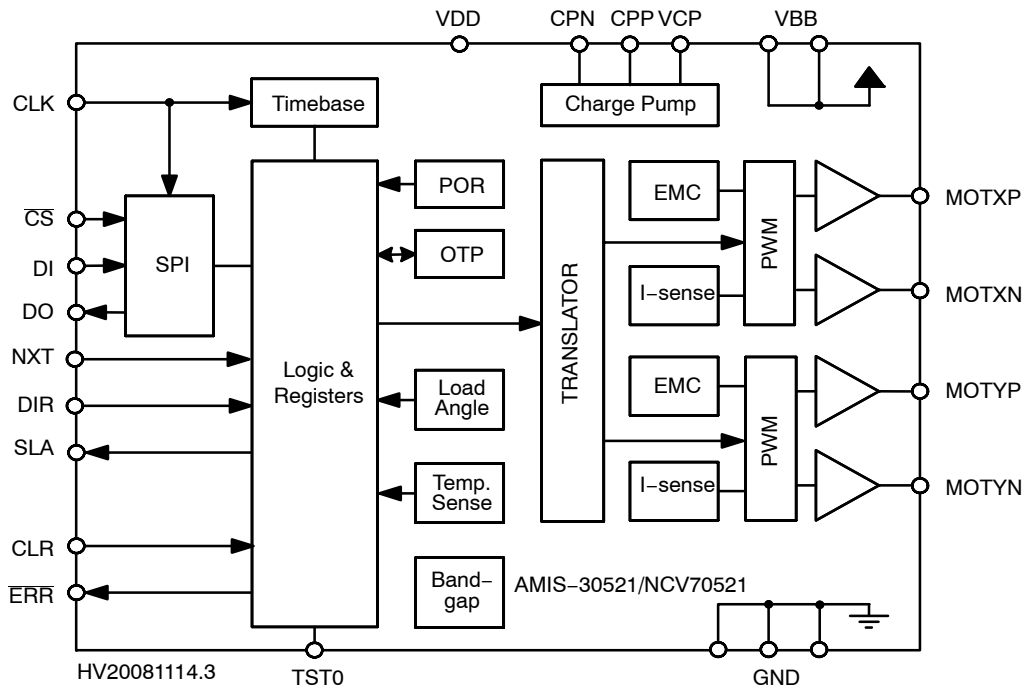 VDD
CPN CPP VCP
VBB
CLK
Timebase
Charge Pump
CS
DI
DO
SPI
NXT
DIR
SLA
CLR
ERR
Logic &
Registers
POR
OTP
Load
Angle
Temp.
Sense
Band−
gap
TRANSLATOR
EMC
I−sense
PWM
EMC
I−sense
PWM
MOTXP
MOTXN
MOTYP
MOTYN
AMIS−30521/NCV70521
HV20081114.3
TST0
GND